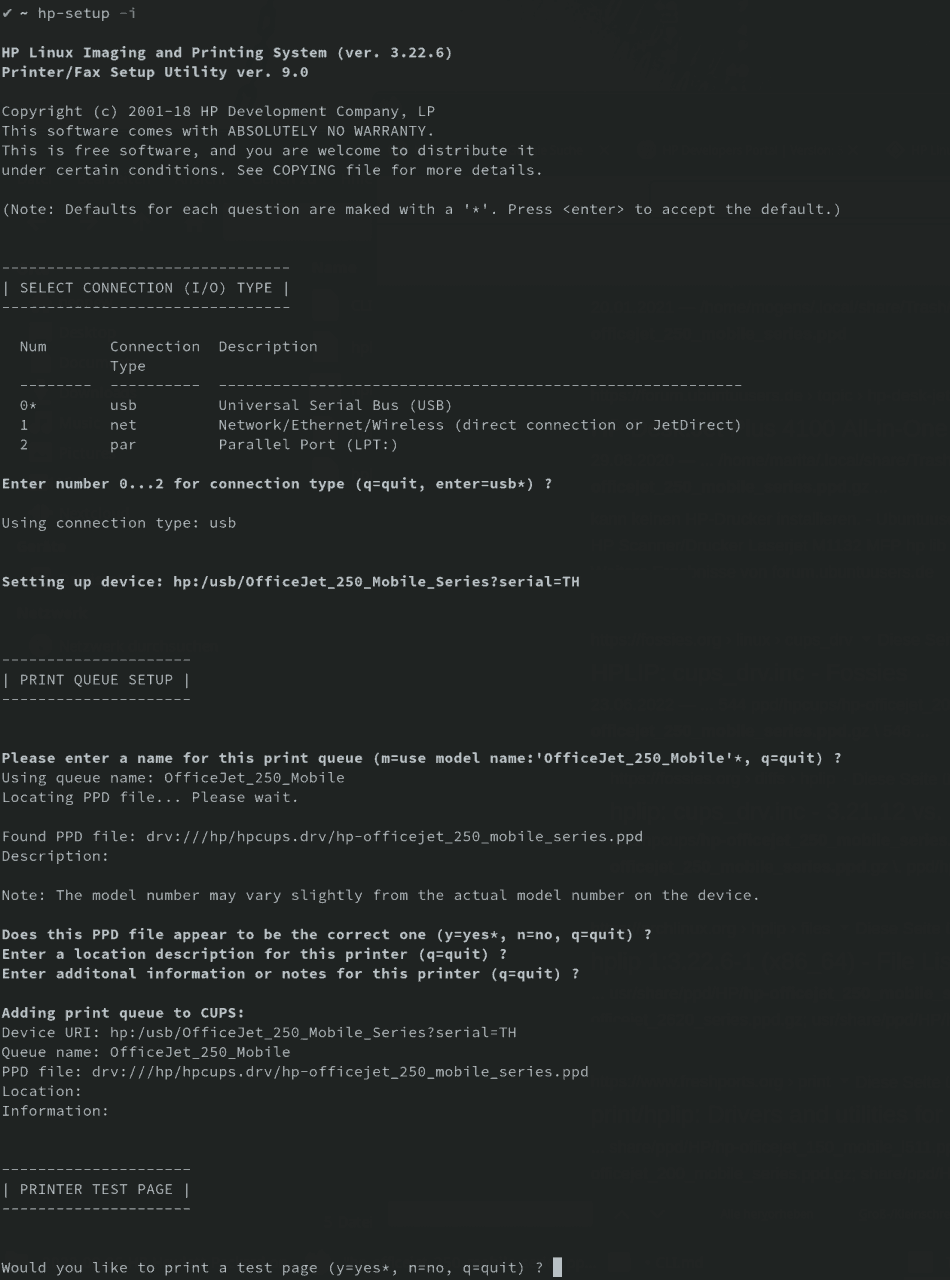 ✔ ~ hp-setup -i
HP Linux Imaging and Printing System (ver. 3.22.6)
Printer/Fax Setup Utility ver. 9.0
Copyright (c) 2001-18 HP Development Company, LP
This software comes with ABSOLUTELY NO WARRANTY.
This is free software, and you are welcome to distribute it
under certain conditions. See COPYING file for more details.
(Note: Defaults for each question are maked with a '*'. Press <enter> to accept the default.)
--------------------------------
| SELECT CONNECTION (I/O) TYPE |
--------------------------------
  Num       Connection  Description
            Type
  --------  ----------  ----------------------------------------------------------
  0*        usb         Universal Serial Bus (USB)
  1         net         Network/Ethernet/Wireless (direct connection or JetDirect)
  2         par         Parallel Port (LPT:)
Enter number 0...2 for connection type (q=quit, enter=usb*) ?
Using connection type: usb
Setting up device: hp:/usb/OfficeJet_250_Mobile_Series?serial=TH
---------------------
| PRINT QUEUE SETUP |
---------------------
Please enter a name for this print queue (m=use model name:'OfficeJet_250_Mobile'*, q=quit) ?
Using queue name: OfficeJet_250_Mobile
Locating PPD file... Please wait.
Found PPD file: drv:///hp/hpcups.drv/hp-officejet_250_mobile_series.ppd
Description:
Note: The model number may vary slightly from the actual model number on the device.
Does this PPD file appear to be the correct one (y=yes*, n=no, q=quit) ?
Enter a location description for this printer (q=quit) ?
Enter additonal information or notes for this printer (q=quit) ?
Adding print queue to CUPS:
Device URI: hp:/usb/OfficeJet_250_Mobile_Series?serial=TH
Queue name: OfficeJet_250_Mobile
PPD file: drv:///hp/hpcups.drv/hp-officejet_250_mobile_series.ppd
Location:
Information:
---------------------
| PRINTER TEST PAGE |
---------------------
Would you like to print a test page (y=yes*, n=no, q=quit) ?